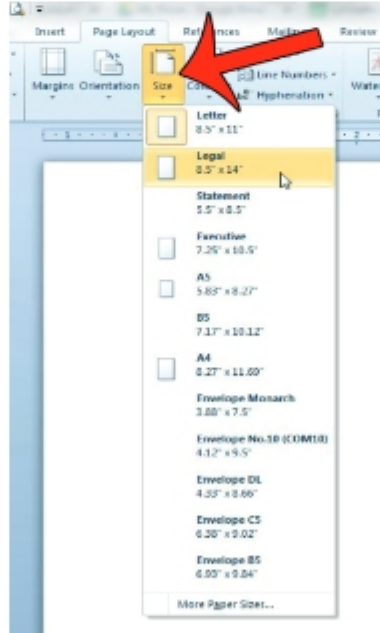 Insert Page Layout References Mailin Review
Margins Orientation Size Line Numbers Water
Hyphenation
Letter
8.5" x 11"
Legal
8.5" x 14"
Statement
5.5" x 8.5"
Executive
7.25" x 10.5"
A5
5.83" x 8.27"
B5
7.17" x 10.12"
A4
8.27" x 11.69"
Envelope Monarch
3.88" x 7.5"
Envelope No.10 (COM10)
4.12" x 9.5"
Envelope DL
4.33" x 8.66"
Envelope C5
6.38" x 9.02"
Envelope B5
6.93" x 9.84"
More Paper Sizes...